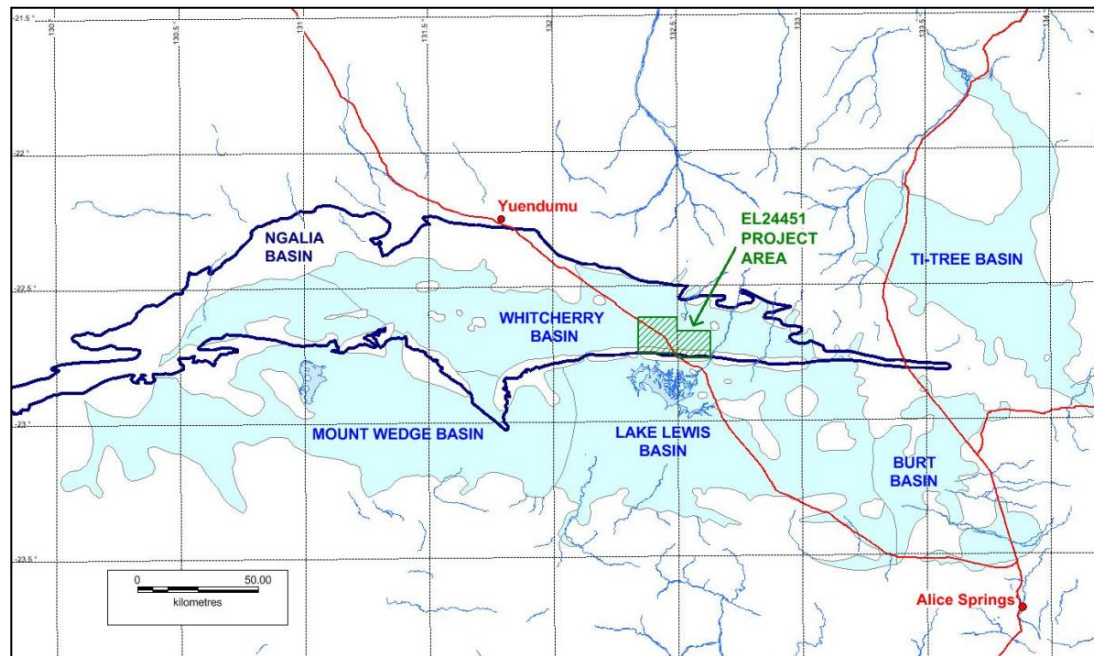 130°
130.5
131
131.5
132
132.5
133
133.5
134
-21.5°
-22°
-22.5°
-23°
-23.5°
Yuendumu
NGALIA
BASIN
EL24451
PROJECT
AREA
TI-TREE BASIN
WHITCHERRY
BASIN
MOUNT WEDGE BASIN
LAKE LEWIS
BASIN
BURT
BASIN
0 50.00
kilometres
Alice Springs